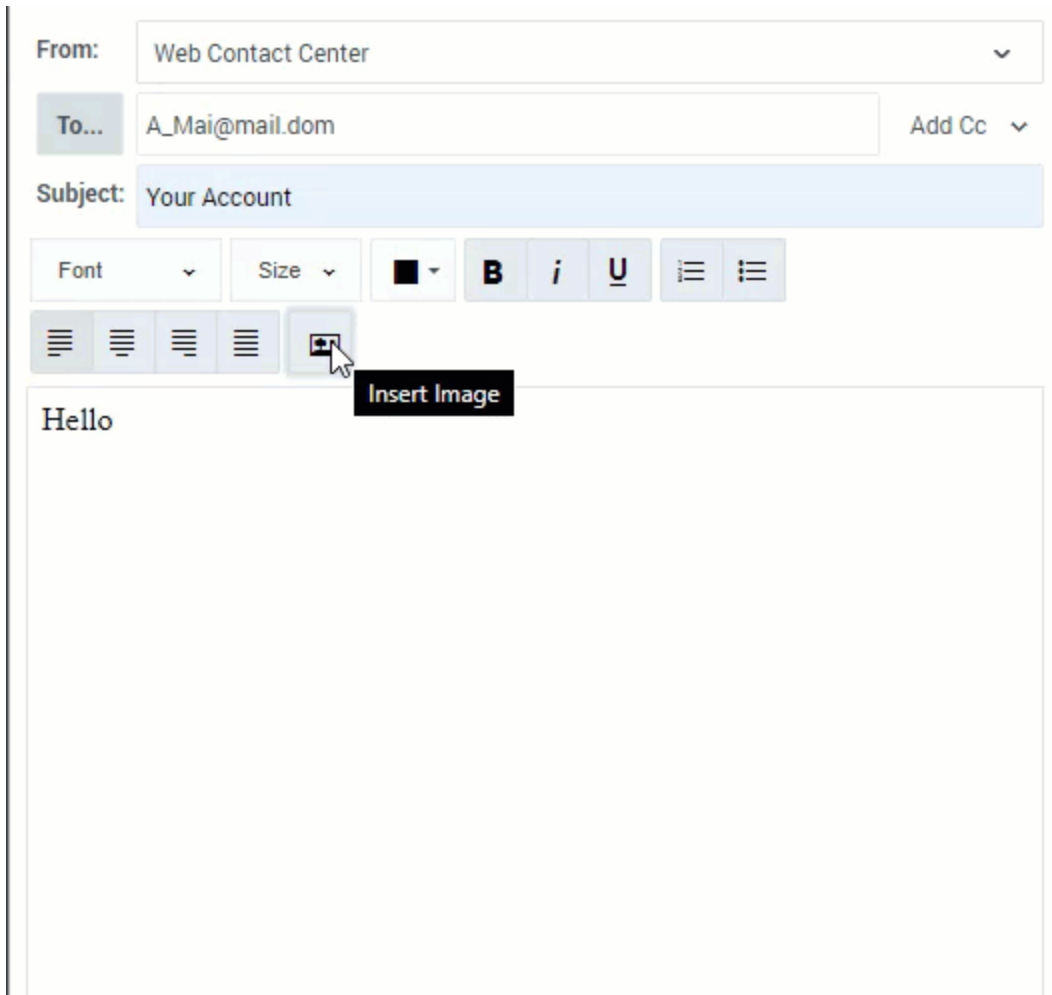 From: Web Contact Center
To... A_Mai@mail.dom Add Cc
Subject: Your Account
Font Size B i U
Insert Image
Hello